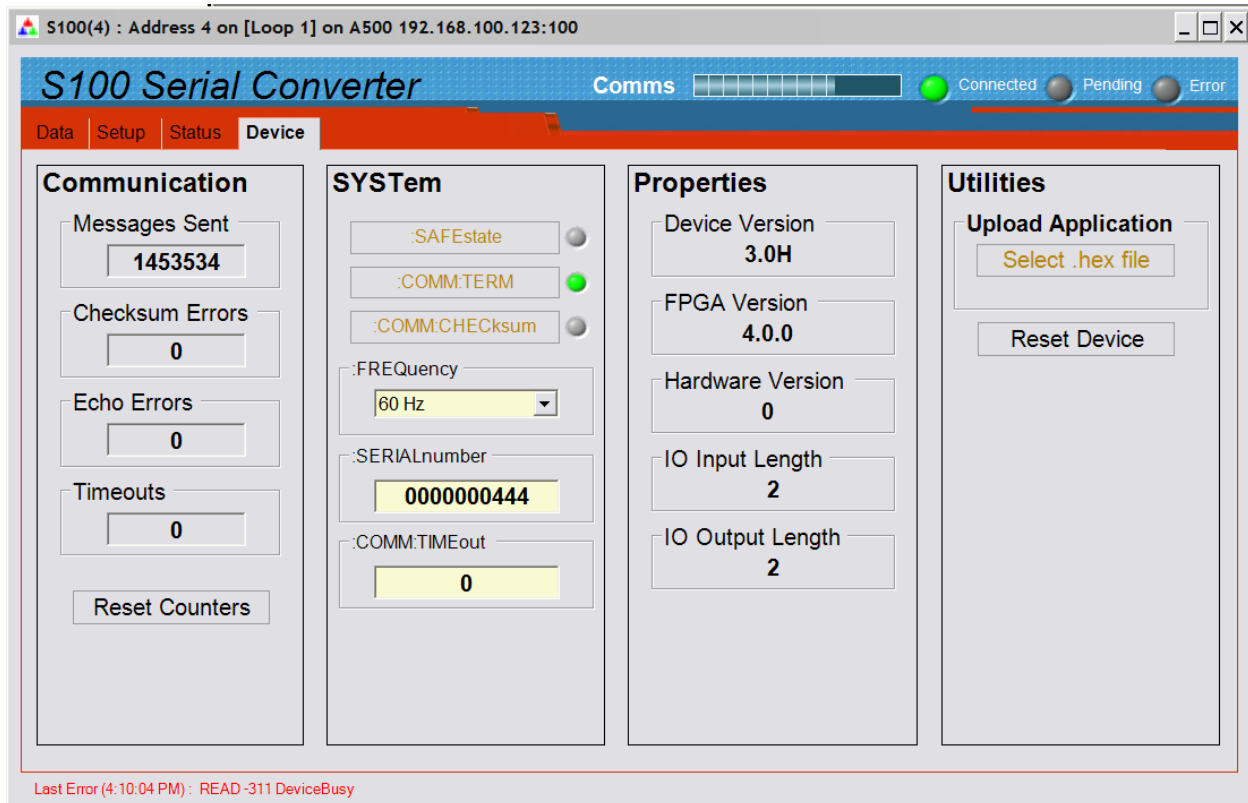 S100(4) : Address 4 on [Loop 1] on A500 192.168.100.123:100
S100 Serial Converter
Comms
Connected
Pending
Error
Data
Setup
Status
Device
Communication
Messages Sent
1453534
Checksum Errors
0
Echo Errors
0
Timeouts
0
Reset Counters
SYSTem
:SAFEstate
:COMM:TERM
:COMM:CHECksum
:FREQuency
60 Hz
:SERIALnumber
0000000444
:COMM:TIMEout
0
Properties
Device Version
3.0H
FPGA Version
4.0.0
Hardware Version
0
IO Input Length
2
IO Output Length
2
Utilities
Upload Application
Select .hex file
Reset Device
Last Error (4:10:04 PM) : READ -311 DeviceBusy